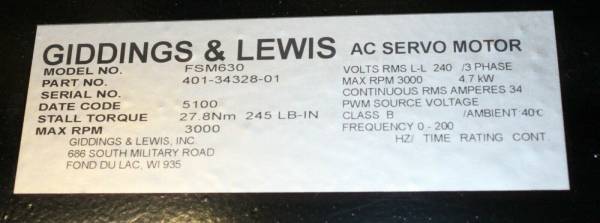 GIDDINGS & LEWIS AC SERVO MOTOR
MODEL NO. FSM630
PART NO. 401-34328-01
SERIAL NO.
DATE CODE 5100
STALL TORQUE 27.8Nm 245 LB-IN
MAX RPM 3000
GIDDINGS & LEWIS, INC
686 SOUTH MILITARY ROAD
FOND DU LAC, WI 935
VOLTS RMS L-L 240 /3 PHASE
MAX RPM 3000 4.7 kW
CONTINUOUS RMS AMPERES 34
PWM SOURCE VOLTAGE
CLASS B /AMBIENT 40C
FREQUENCY 0 - 200
HZ/ TIME RATING CONT.